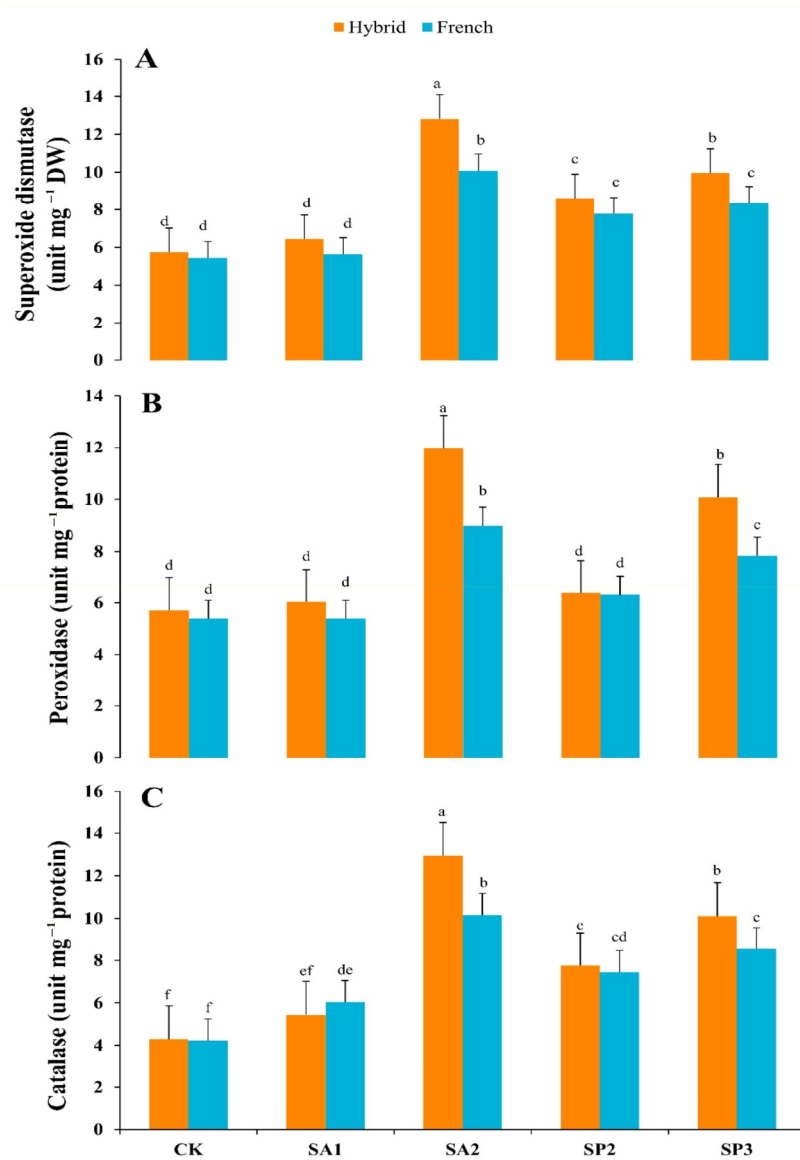 Hybrid French
A
Superoxide dismutase
(unit mg⁻¹ DW)
16
14
12
10
8
6
4
2
0
d d d d a b c c b c
B
Peroxidase (unit mg⁻¹ protein)
14
12
10
8
6
4
2
0
d d d d a b d d b c
C
Catalase (unit mg⁻¹ protein)
16
14
12
10
8
6
4
2
0
f f ef de a b c cd b c
CK SA1 SA2 SP2 SP3